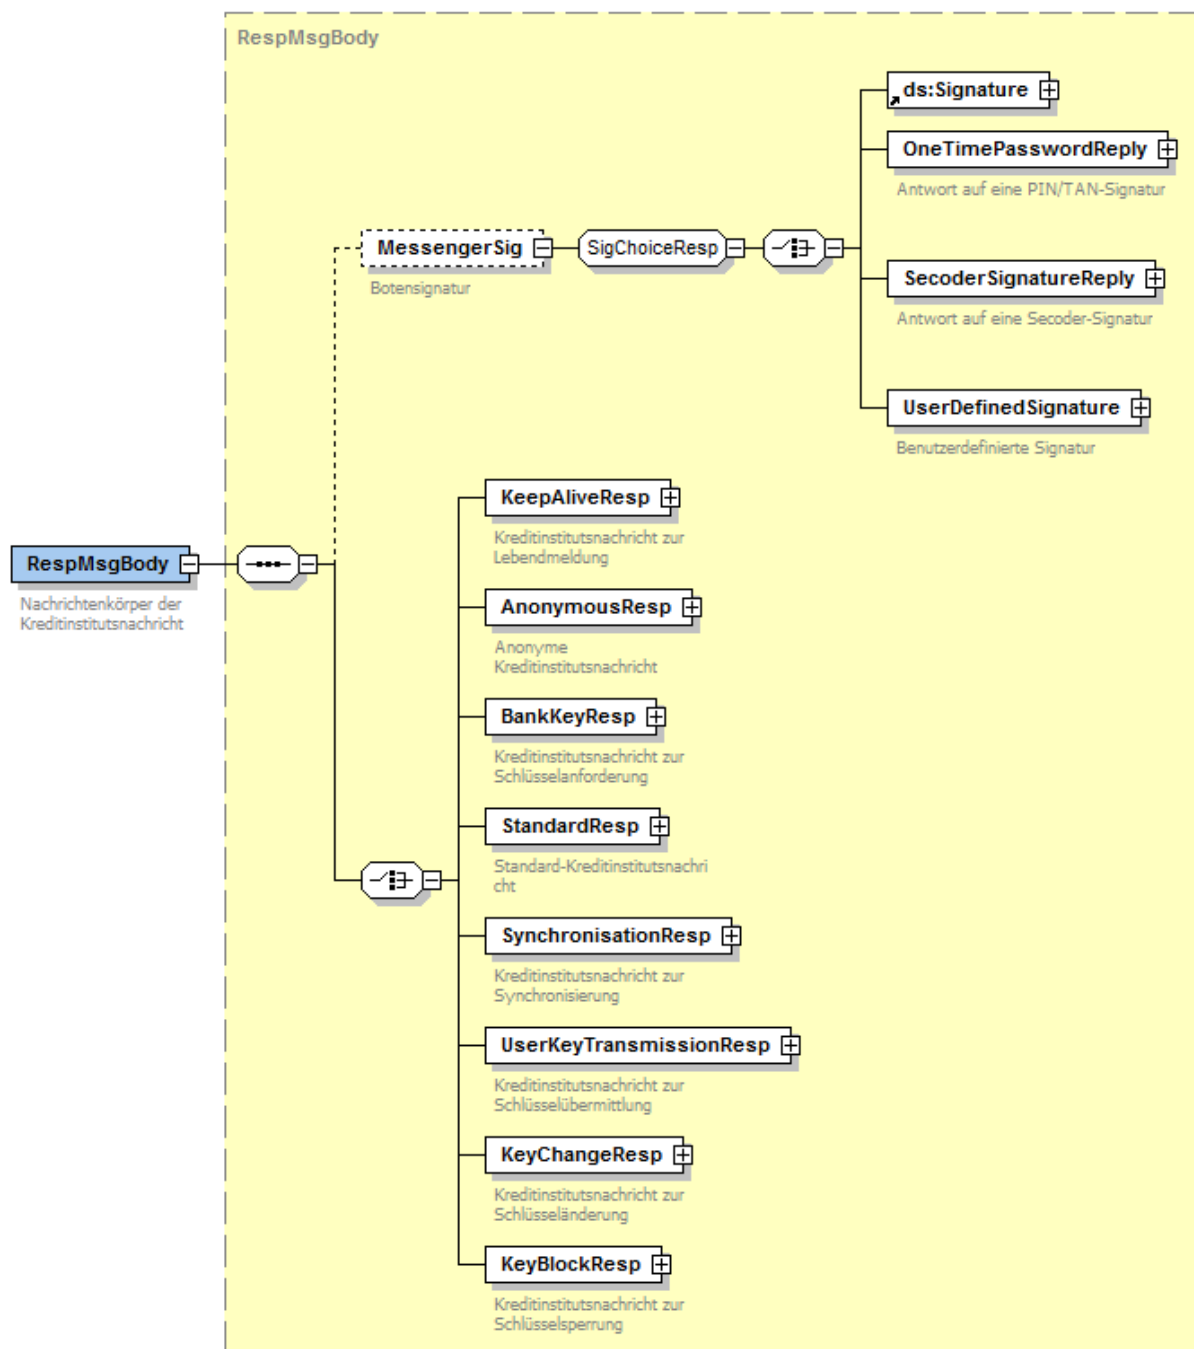 RespMsgBody
ds:Signature
OneTimePasswordReply
Antwort auf eine PIN/TAN-Signatur
MessengerSig
SigChoiceResp
Botensignatur
SecoderSignatureReply
Antwort auf eine Secoder-Signatur
UserDefinedSignature
Benutzerdefinierte Signatur
KeepAliveResp
Kreditinstitutsnachricht zur
Lebendmeldung
RespMsgBody
Nachrichtenkörper der
Kreditinstitutsnachricht
AnonymousResp
Anonyme
Kreditinstitutsnachricht
BankKeyResp
Kreditinstitutsnachricht zur
Schlüsselanforderung
StandardResp
Standard-Kreditinstitutsnachri
cht
SynchronisationResp
Kreditinstitutsnachricht zur
Synchronisierung
UserKeyTransmissionResp
Kreditinstitutsnachricht zur
Schlüsselübermittlung
KeyChangeResp
Kreditinstitutsnachricht zur
Schlüsseländerung
KeyBlockResp
Kreditinstitutsnachricht zur
Schlüsselsperrung